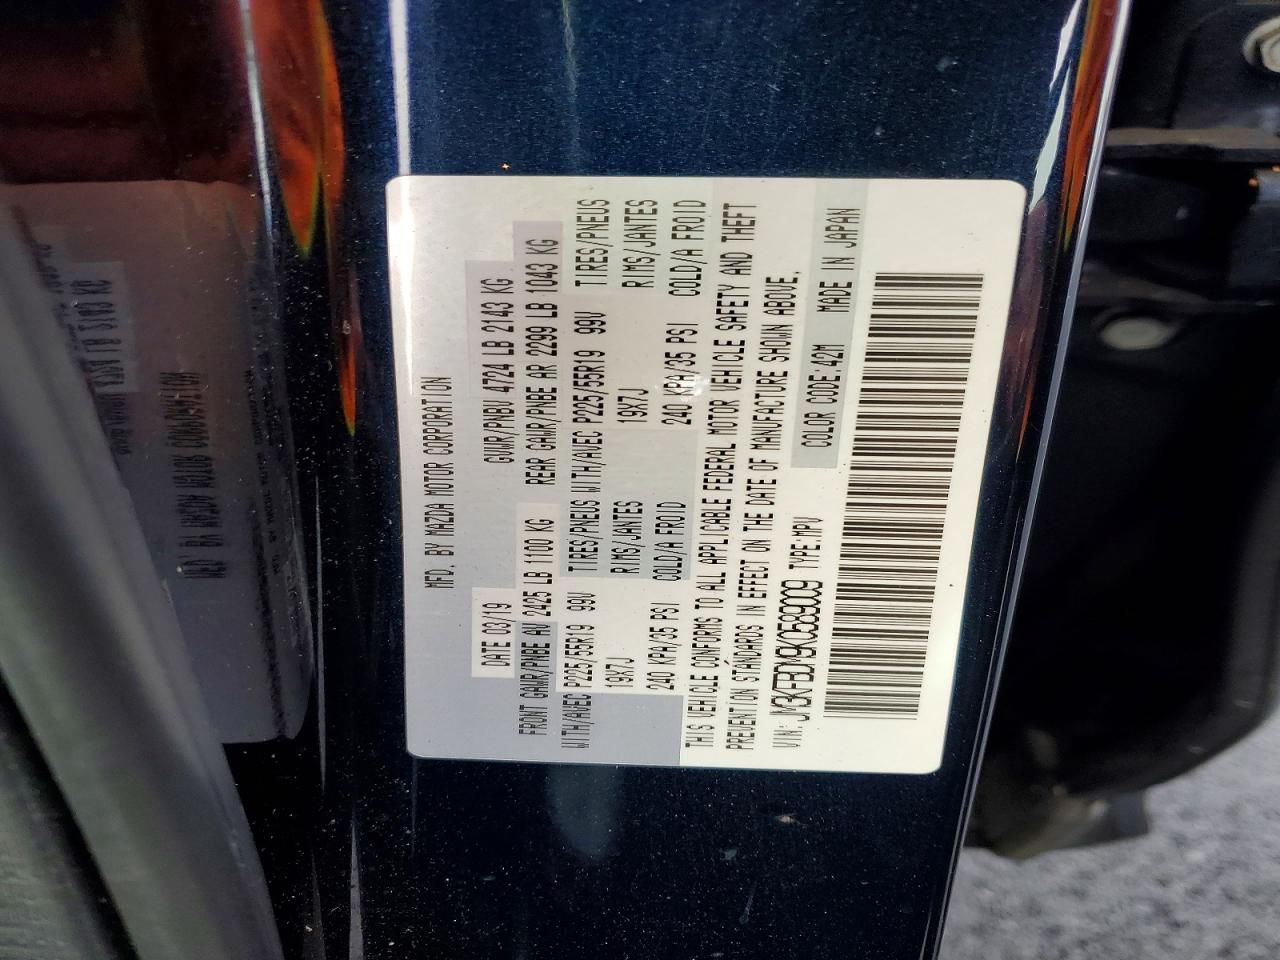 MFD. BY MAZDA MOTOR CORPORATION
DATE 03/19 GVWR/PNBV 4724 LB 2143 KG
FRONT GAWR/PNBE AV 2425 LB 1100 KG REAR GAWR/PNBE AR 2299 LB 1043 KG
WITH/AVEC P225/55R19 99V TIRES/PNEUS WITH/AVEC P225/55R19 99V TIRES/PNEUS
19X7J RIMS/JANTES 19X7J RIMS/JANTES
240 KPA/35 PSI COLD/A FROID 240 KPA/35 PSI COLD/A FROID
THIS VEHICLE CONFORMS TO ALL APPLICABLE FEDERAL MOTOR VEHICLE SAFETY AND THEFT
PREVENTION STANDARDS IN EFFECT ON THE DATE OF MANUFACTURE SHOWN ABOVE.
VIN: JM3KFBDM9K0589009 TYPE:MPV COLOR CODE:42M MADE IN JAPAN